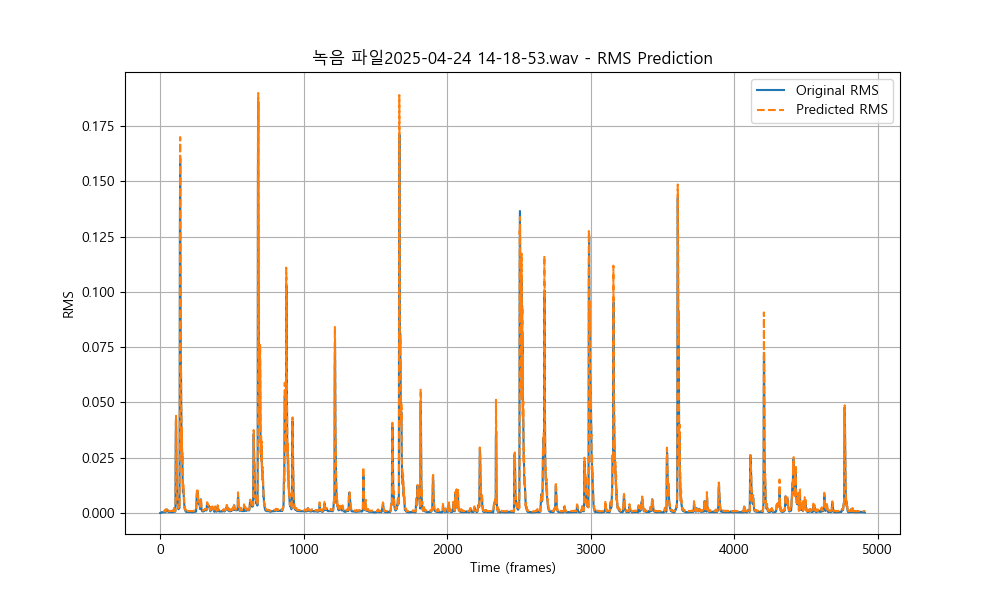 녹음 파일2025-04-24 14-18-53.wav - RMS Prediction
Original RMS
Predicted RMS
0.175
0.150
0.125
0.100
0.075
0.050
0.025
0.000
RMS
0 1000 2000 3000 4000 5000
Time (frames)